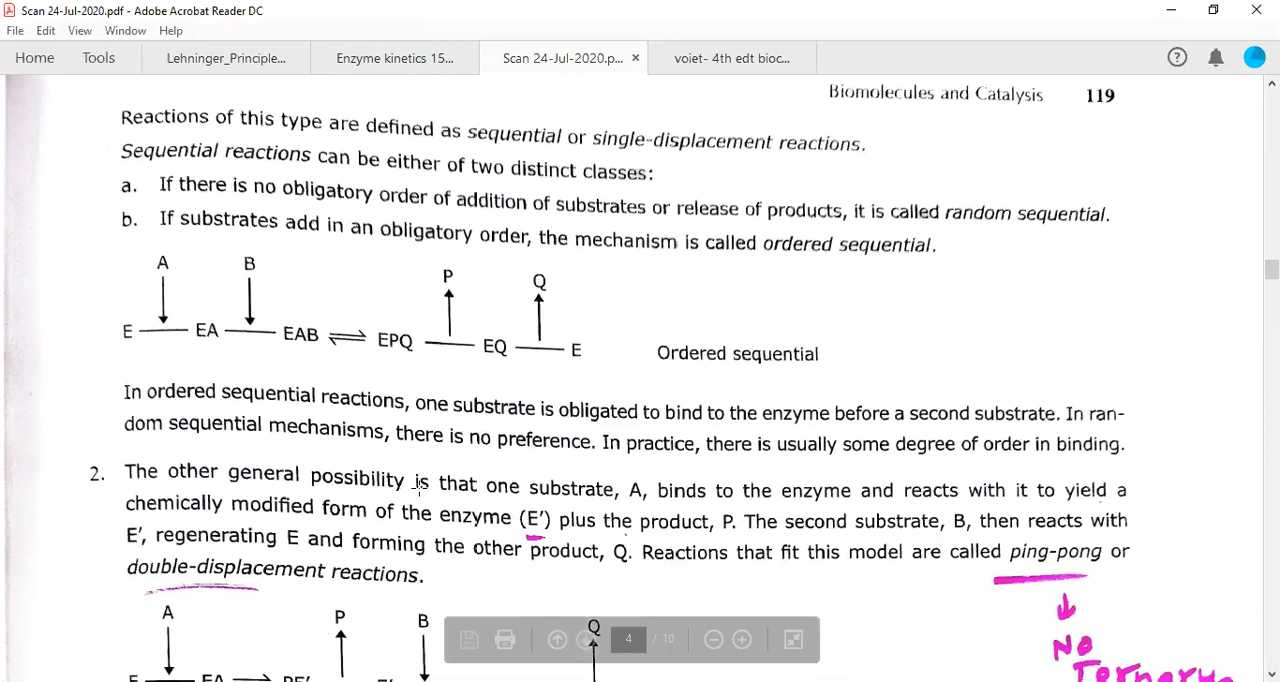 Scan 24-Jul-2020.pdf - Adobe Acrobat Reader DC
File Edit View Window Help
Home Tools Lehninger_Principle... Enzyme kinetics 15... Scan 24-Jul-2020.p... × voiet- 4th edt bioc...
Biomolecules and Catalysis 119
Reactions of this type are defined as sequential or single-displacement reactions.
Sequential reactions can be either of two distinct classes:
a. If there is no obligatory order of addition of substrates or release of products, it is called random sequential.
b. If substrates add in an obligatory order, the mechanism is called ordered sequential.
A B P Q
E EA EAB ⇌ EPQ EQ E Ordered sequential
In ordered sequential reactions, one substrate is obligated to bind to the enzyme before a second substrate. In ran-
dom sequential mechanisms, there is no preference. In practice, there is usually some degree of order in binding.
2. The other general possibility is that one substrate, A, binds to the enzyme and reacts with it to yield a
chemically modified form of the enzyme (E′) plus the product, P. The second substrate, B, then reacts with
E′, regenerating E and forming the other product, Q. Reactions that fit this model are called ping-pong or
double-displacement reactions.
A P B Q
4 / 10
No
Ternary